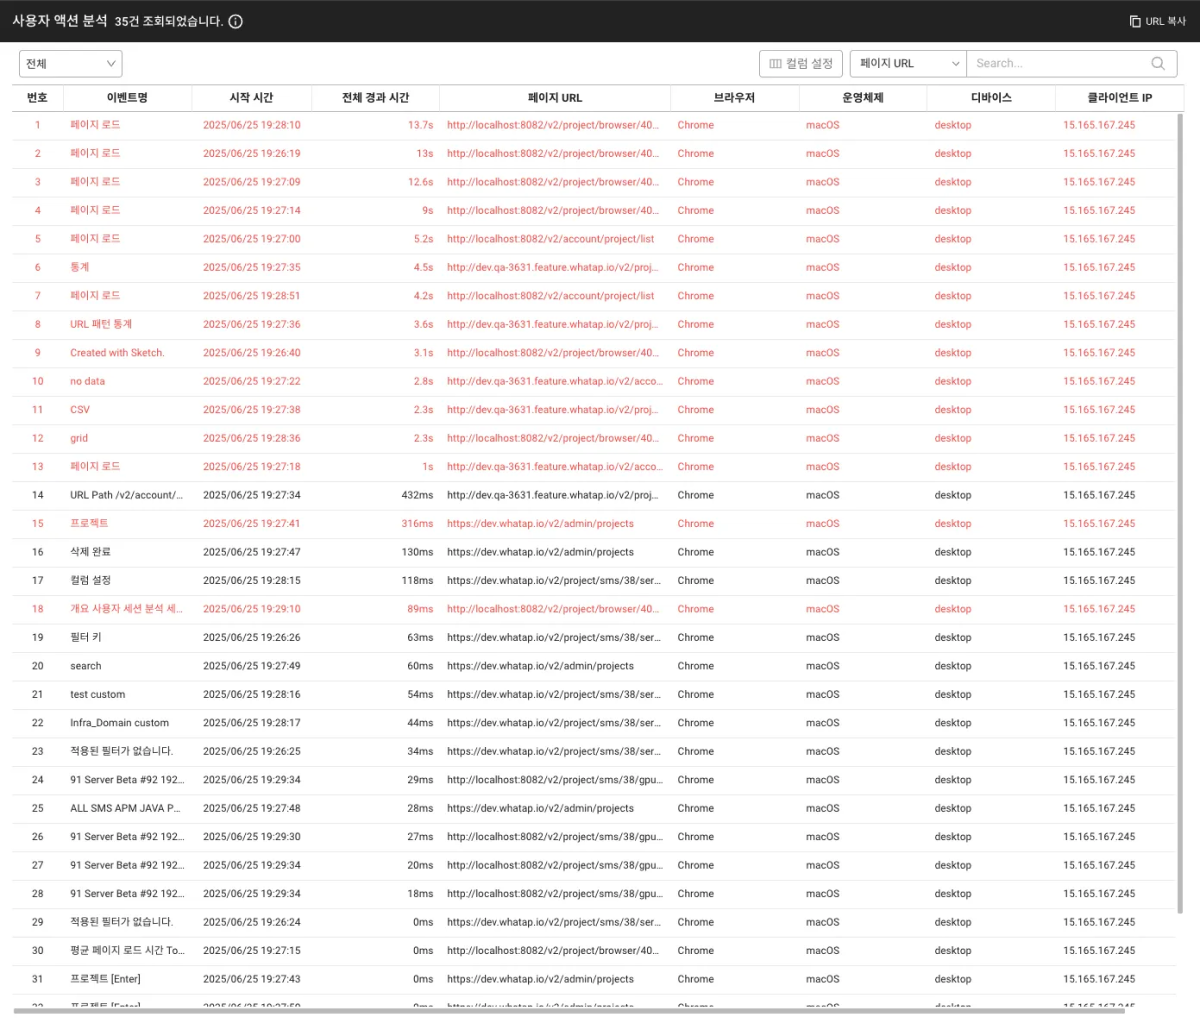 사용자 액션 분석 35건 조회되었습니다. URL 복사
전체 컬럼 설정 페이지 URL Search...
번호 이벤트명 시작 시간 전체 경과 시간 페이지 URL 브라우저 운영체제 디바이스 클라이언트 IP
1 페이지 로드 2025/06/25 19:28:10 13.7s http://localhost:8082/v2/project/browser/40... Chrome macOS desktop 15.165.167.245
2 페이지 로드 2025/06/25 19:26:19 13s http://localhost:8082/v2/project/browser/40... Chrome macOS desktop 15.165.167.245
3 페이지 로드 2025/06/25 19:27:09 12.6s http://localhost:8082/v2/project/browser/40... Chrome macOS desktop 15.165.167.245
4 페이지 로드 2025/06/25 19:27:14 9s http://localhost:8082/v2/project/browser/40... Chrome macOS desktop 15.165.167.245
5 페이지 로드 2025/06/25 19:27:00 5.2s http://localhost:8082/v2/account/project/list Chrome macOS desktop 15.165.167.245
6 통계 2025/06/25 19:27:35 4.5s http://dev.qa-3631.feature.whatap.io/v2/proj... Chrome macOS desktop 15.165.167.245
7 페이지 로드 2025/06/25 19:28:51 4.2s http://localhost:8082/v2/account/project/list Chrome macOS desktop 15.165.167.245
8 URL 패턴 통계 2025/06/25 19:27:36 3.6s http://dev.qa-3631.feature.whatap.io/v2/proj... Chrome macOS desktop 15.165.167.245
9 Created with Sketch. 2025/06/25 19:26:40 3.1s http://localhost:8082/v2/project/browser/40... Chrome macOS desktop 15.165.167.245
10 no data 2025/06/25 19:27:22 2.8s http://dev.qa-3631.feature.whatap.io/v2/acco... Chrome macOS desktop 15.165.167.245
11 CSV 2025/06/25 19:27:38 2.3s http://dev.qa-3631.feature.whatap.io/v2/proj... Chrome macOS desktop 15.165.167.245
12 grid 2025/06/25 19:28:36 2.3s http://localhost:8082/v2/project/browser/40... Chrome macOS desktop 15.165.167.245
13 페이지 로드 2025/06/25 19:27:18 1s http://dev.qa-3631.feature.whatap.io/v2/acco... Chrome macOS desktop 15.165.167.245
14 URL Path /v2/account/... 2025/06/25 19:27:34 432ms http://dev.qa-3631.feature.whatap.io/v2/proj... Chrome macOS desktop 15.165.167.245
15 프로젝트 2025/06/25 19:27:41 316ms https://dev.whatap.io/v2/admin/projects Chrome macOS desktop 15.165.167.245
16 삭제 완료 2025/06/25 19:27:47 130ms https://dev.whatap.io/v2/admin/projects Chrome macOS desktop 15.165.167.245
17 컬럼 설정 2025/06/25 19:28:15 118ms https://dev.whatap.io/v2/project/sms/38/ser... Chrome macOS desktop 15.165.167.245
18 개요 사용자 세션 분석 세... 2025/06/25 19:29:10 89ms http://localhost:8082/v2/project/browser/40... Chrome macOS desktop 15.165.167.245
19 필터 키 2025/06/25 19:26:26 63ms https://dev.whatap.io/v2/project/sms/38/ser... Chrome macOS desktop 15.165.167.245
20 search 2025/06/25 19:27:49 60ms https://dev.whatap.io/v2/admin/projects Chrome macOS desktop 15.165.167.245
21 test custom 2025/06/25 19:28:16 54ms https://dev.whatap.io/v2/project/sms/38/ser... Chrome macOS desktop 15.165.167.245
22 Infra_Domain custom 2025/06/25 19:28:17 44ms https://dev.whatap.io/v2/project/sms/38/ser... Chrome macOS desktop 15.165.167.245
23 적용된 필터가 없습니다. 2025/06/25 19:26:25 34ms https://dev.whatap.io/v2/project/sms/38/ser... Chrome macOS desktop 15.165.167.245
24 91 Server Beta #92 192... 2025/06/25 19:29:34 29ms http://localhost:8082/v2/project/sms/38/gpu... Chrome macOS desktop 15.165.167.245
25 ALL SMS APM JAVA P... 2025/06/25 19:27:48 28ms https://dev.whatap.io/v2/admin/projects Chrome macOS desktop 15.165.167.245
26 91 Server Beta #92 192... 2025/06/25 19:29:30 27ms http://localhost:8082/v2/project/sms/38/gpu... Chrome macOS desktop 15.165.167.245
27 91 Server Beta #92 192... 2025/06/25 19:29:34 20ms http://localhost:8082/v2/project/sms/38/gpu... Chrome macOS desktop 15.165.167.245
28 91 Server Beta #92 192... 2025/06/25 19:29:34 18ms http://localhost:8082/v2/project/sms/38/gpu... Chrome macOS desktop 15.165.167.245
29 적용된 필터가 없습니다. 2025/06/25 19:26:24 0ms https://dev.whatap.io/v2/project/sms/38/ser... Chrome macOS desktop 15.165.167.245
30 평균 페이지 로드 시간 To... 2025/06/25 19:27:15 0ms http://localhost:8082/v2/project/browser/40... Chrome macOS desktop 15.165.167.245
31 프로젝트 [Enter] 2025/06/25 19:27:43 0ms https://dev.whatap.io/v2/admin/projects Chrome macOS desktop 15.165.167.245